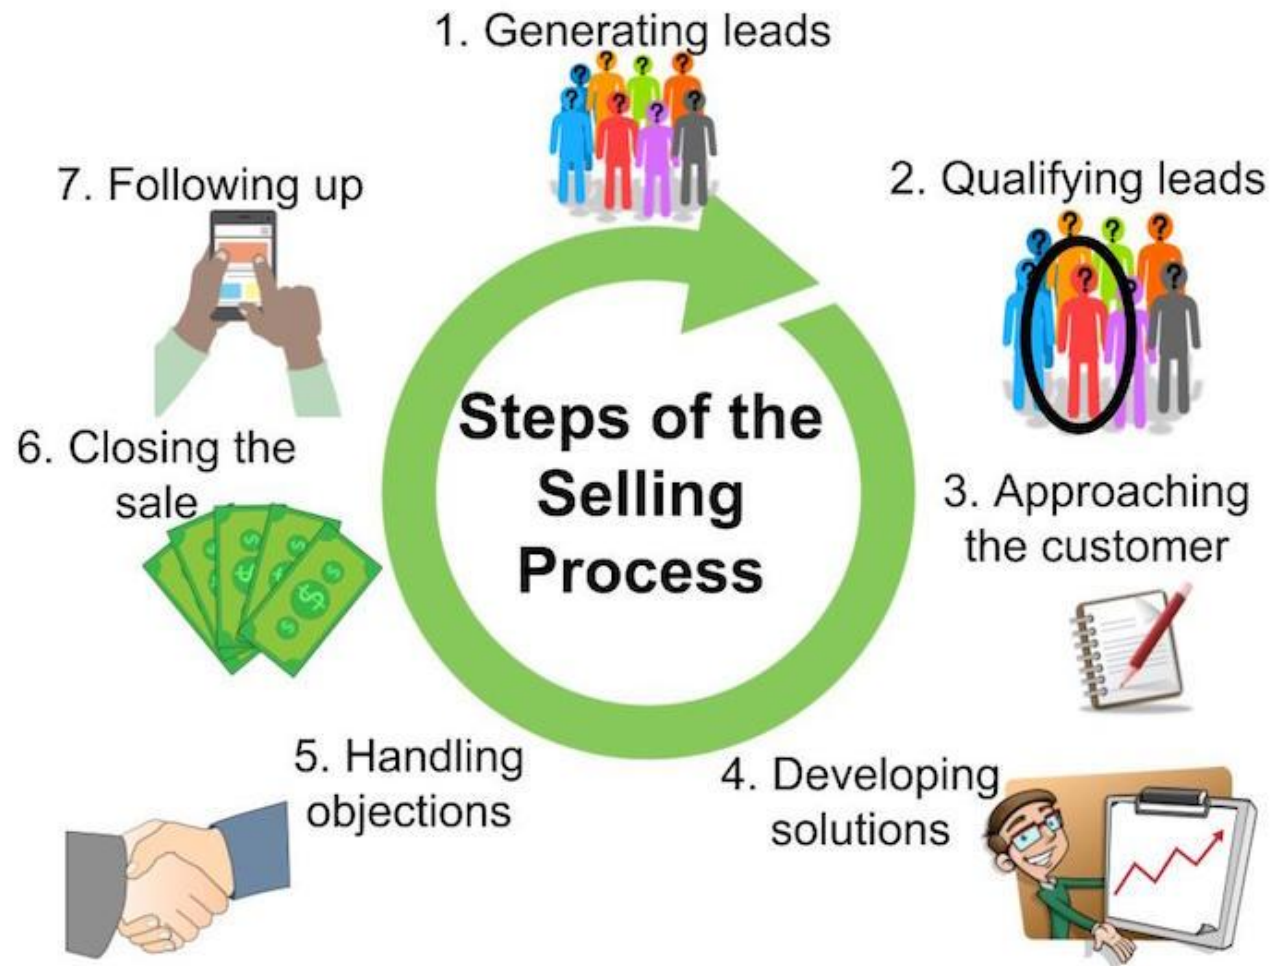 1. Generating leads
2. Qualifying leads
3. Approaching
the customer
4. Developing
solutions
5. Handling
objections
6. Closing the
sale
7. Following up
Steps of the
Selling
Process